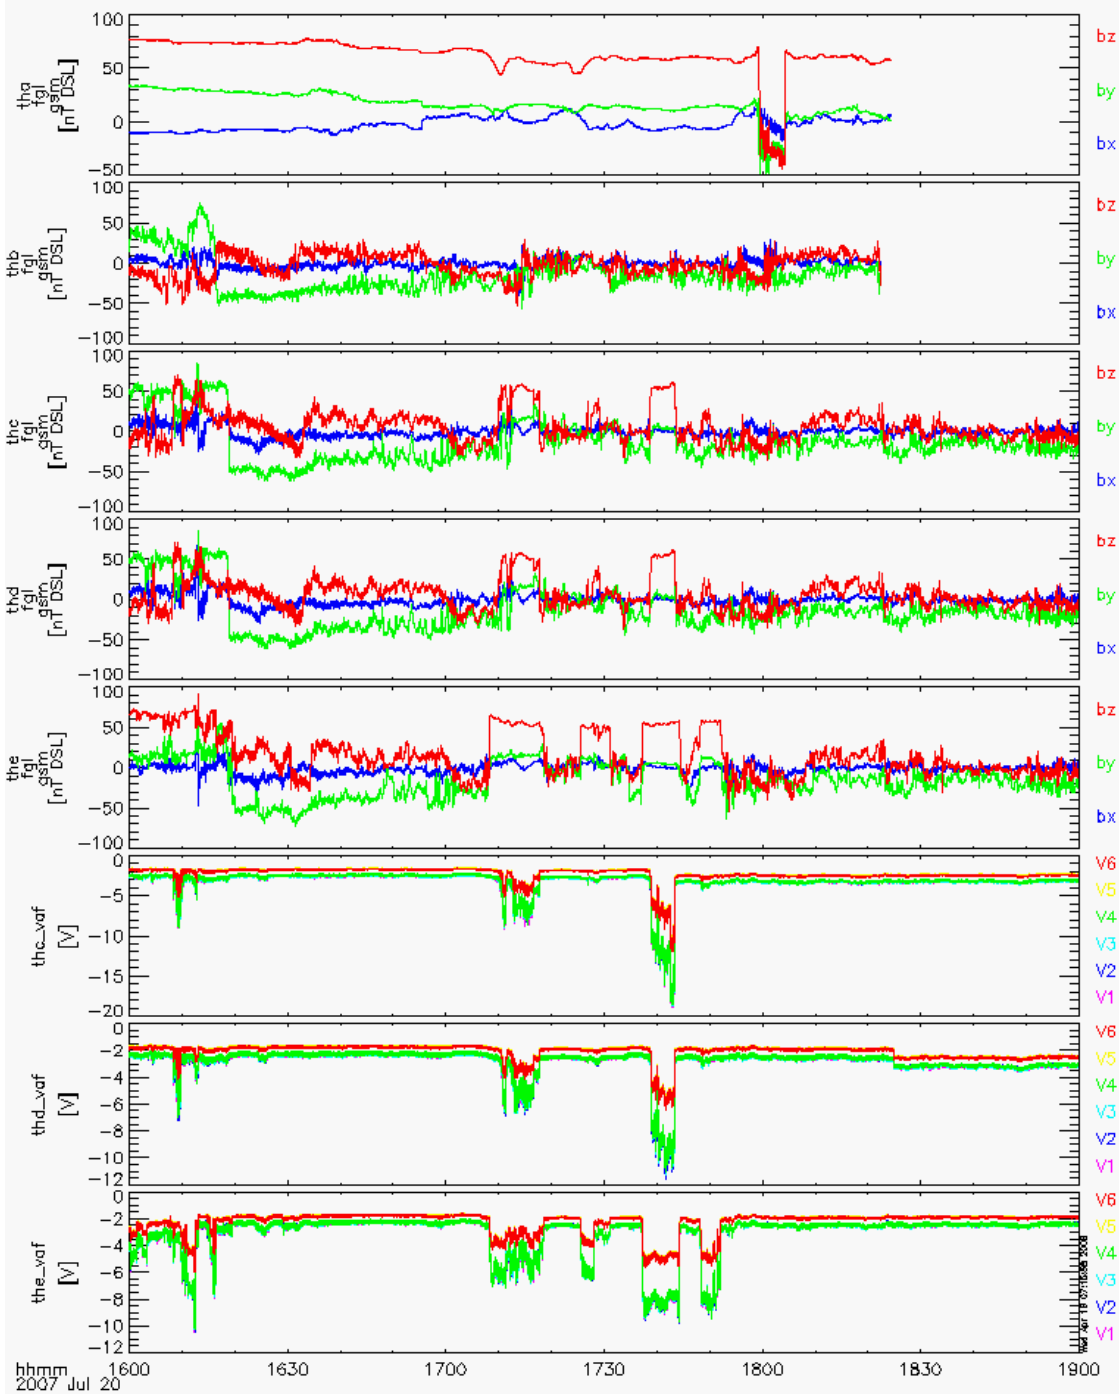 100
50
0
−50
tha
fgl
gsm
[nT DSL]
bz
by
bx
100
50
0
−50
−100
thb
fgl
gsm
[nT DSL]
bz
by
bx
100
50
0
−50
−100
thc
fgl
gsm
[nT DSL]
bz
by
bx
100
50
0
−50
−100
thd
fgl
gsm
[nT DSL]
bz
by
bx
100
50
0
−50
−100
the
fgl
gsm
[nT DSL]
bz
by
bx
0
−5
−10
−15
−20
thc_vaf
[V]
V6
V5
V4
V3
V2
V1
0
−2
−4
−6
−8
−10
−12
thd_vaf
[V]
V6
V5
V4
V3
V2
V1
0
−2
−4
−6
−8
−10
−12
the_vaf
[V]
V6
V5
V4
V3
V2
V1
hhmm 1600 1630 1700 1730 1800 1830 1900
2007 Jul 20